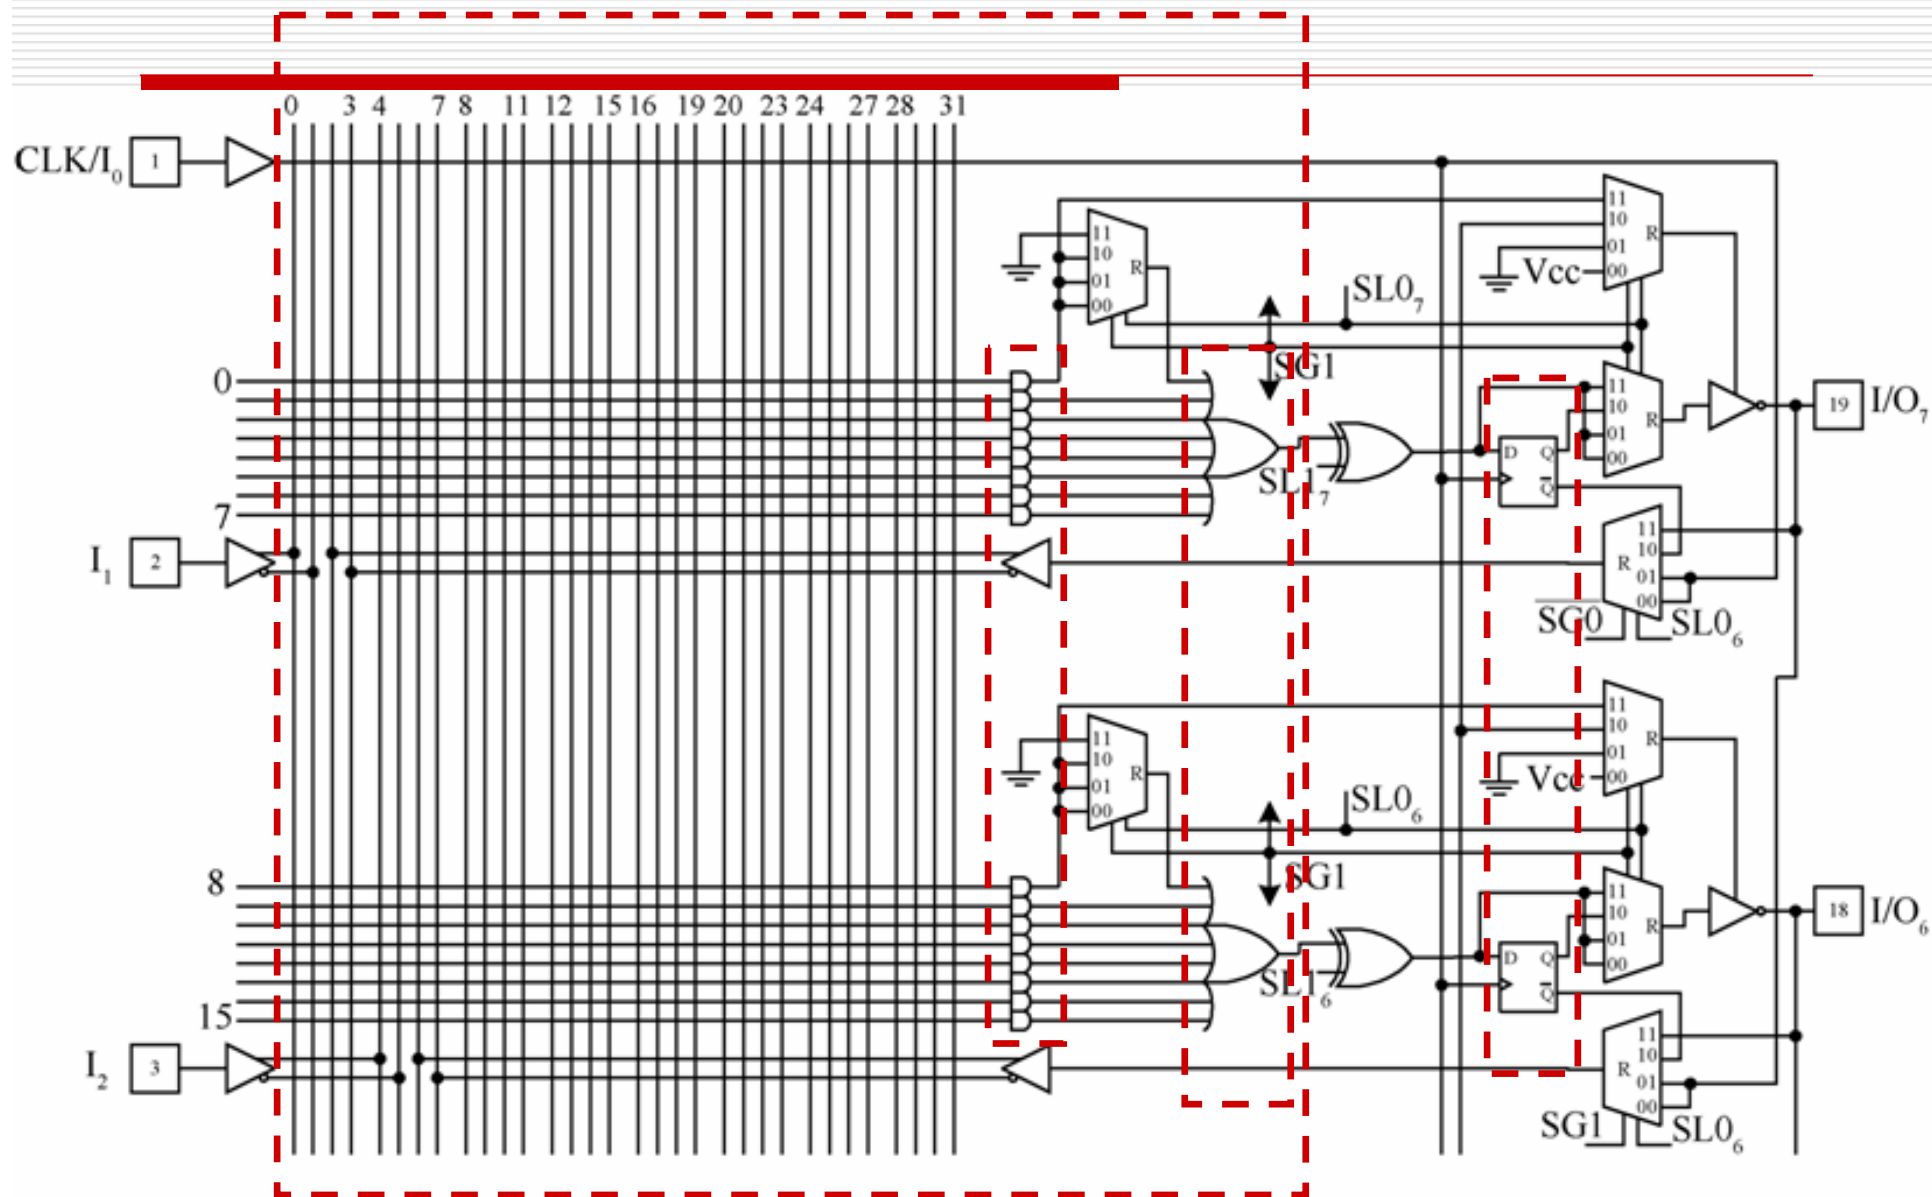 0 3 4 7 8 11 12 15 16 19 20 23 24 27 28 31
CLK/I0 1
11
10
01
00
R
Vcc
11
10
01
00
R
SL07
SG1
0
7
11
10
01
00
R
19 I/O7
SL17
D Q
Q̅
I1 2
11
10
01
00
R
S̅G̅0̅ SL06
11
10
01
00
R
Vcc
11
10
01
00
R
SL06
SG1
8
15
11
10
01
00
R
18 I/O6
SL16
D Q
Q̅
I2 3
11
10
01
00
R
SG1 SL06